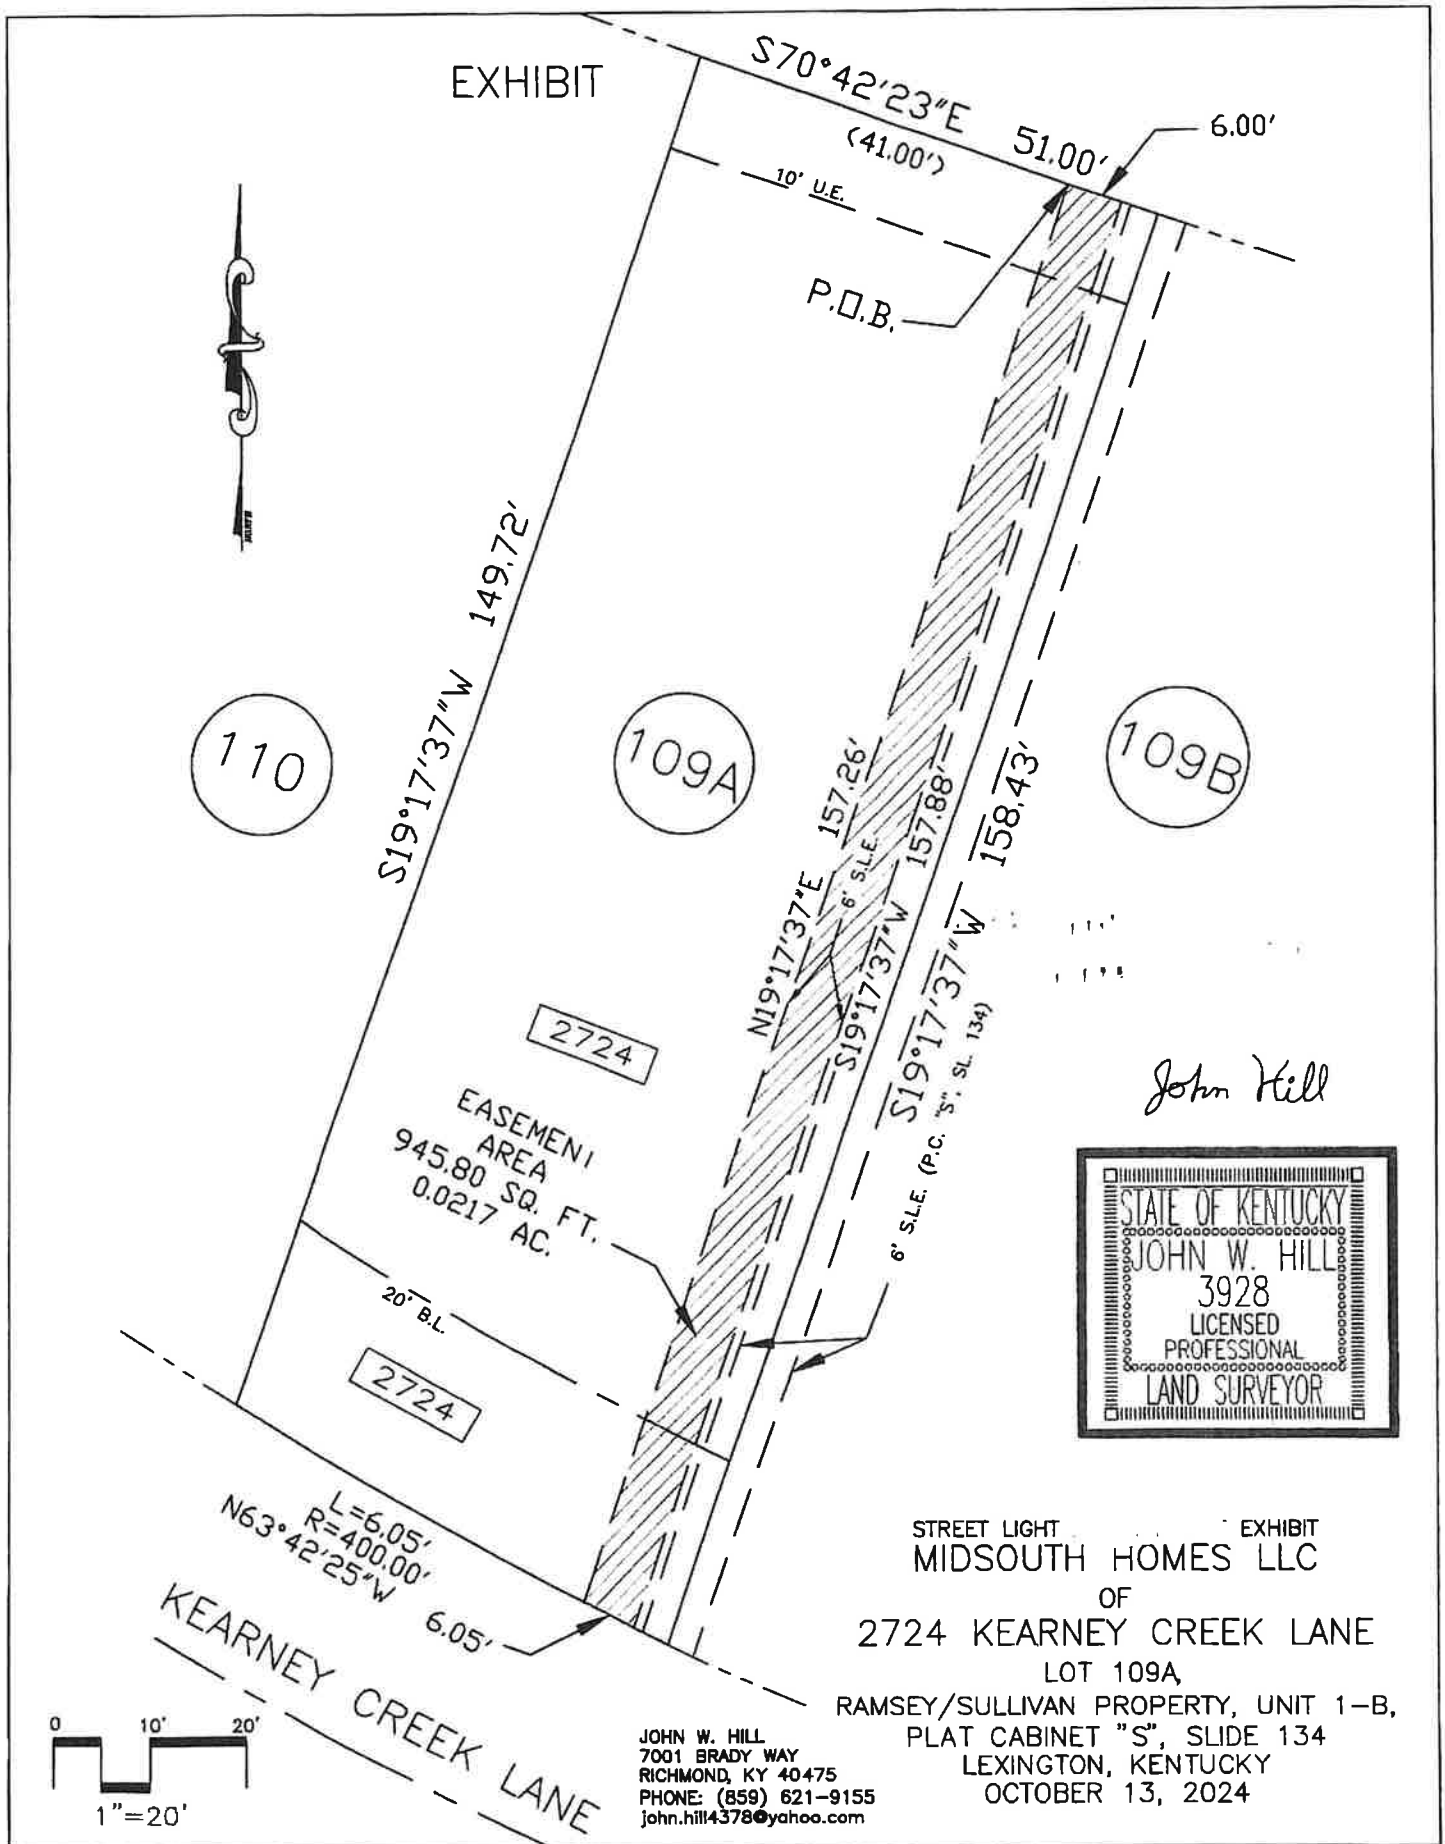 EXHIBIT
S70°42'23"E 51.00'
(41.00')
6.00'
10' U.E.
P.O.B.
S19°17'37"W 149.72'
110
109A
109B
N19°17'37"E 157.26'
6' S.L.E.
S19°17'37"W 157.88'
S19°17'37"W 158.43'
6' S.L.E. (P.C. "S", SL. 134)
2724
EASEMENT
AREA
945.80 SQ. FT.
0.0217 AC.
20' B.L.
2724
L=6.05'
R=400.00'
N63°42'25"W 6.05'
KEARNEY CREEK LANE
0 10' 20'
1"=20'
John Hill
STATE OF KENTUCKY
JOHN W. HILL
3928
LICENSED
PROFESSIONAL
LAND SURVEYOR
STREET LIGHT EXHIBIT
MIDSOUTH HOMES LLC
OF
2724 KEARNEY CREEK LANE
LOT 109A,
RAMSEY/SULLIVAN PROPERTY, UNIT 1-B,
PLAT CABINET "S", SLIDE 134
LEXINGTON, KENTUCKY
OCTOBER 13, 2024
JOHN W. HILL
7001 BRADY WAY
RICHMOND, KY 40475
PHONE: (859) 621-9155
john.hill4378@yahoo.com